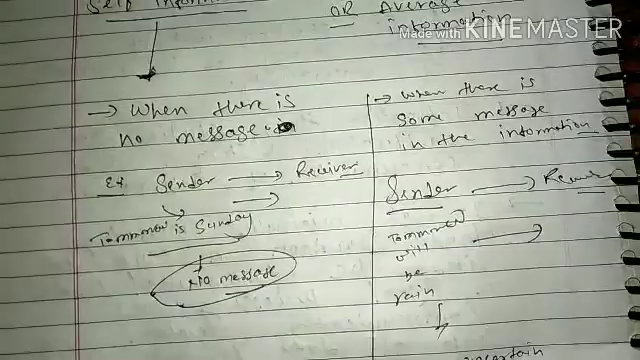 Self Information
OR Average
information
Made with KINEMASTER
→ When there is
no message in
Ex Sender → Receiver
Tommorow is Sunday
No message
→ When there is
some message
in the information
Sender →
Tommorow
will
be
rain
uncertain